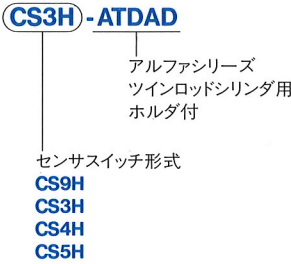 CS3H-ATDAD
アルファシリーズ
ツインロッドシリンダ用
ホルダ付
センサスイッチ形式
CS9H
CS3H
CS4H
CS5H